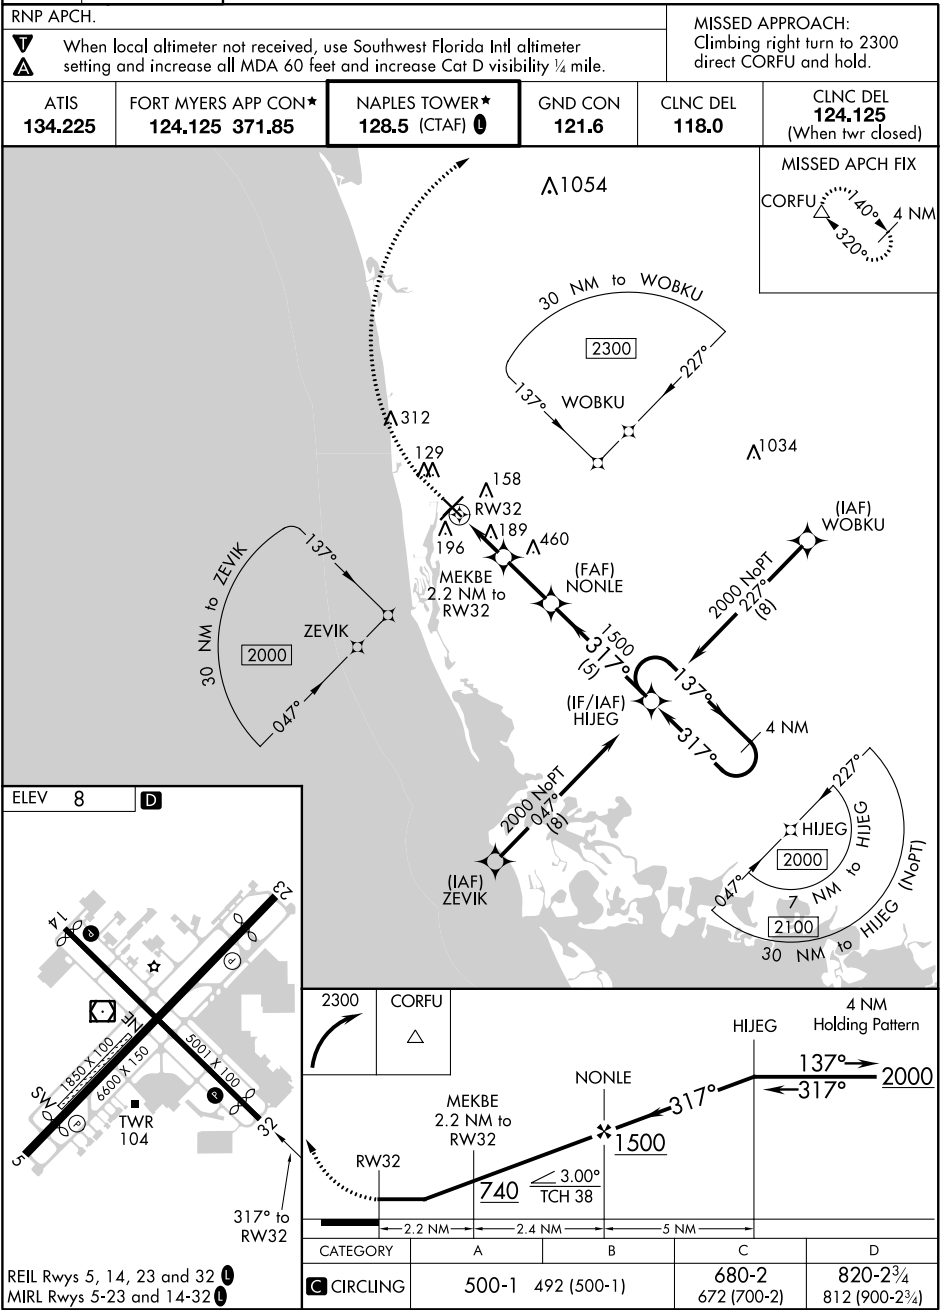 RNP APCH.
T
A
When local altimeter not received, use Southwest Florida Intl altimeter
setting and increase all MDA 60 feet and increase Cat D visibility ¼ mile.
MISSED APPROACH:
Climbing right turn to 2300
direct CORFU and hold.
ATIS
134.225
FORT MYERS APP CON★
124.125 371.85
NAPLES TOWER★
128.5 (CTAF) L
GND CON
121.6
CLNC DEL
118.0
CLNC DEL
124.125
(When twr closed)
MISSED APCH FIX
CORFU
140°
4 NM
320°
1054
30 NM to WOBKU
2300
227°
137°
WOBKU
312
129
158
1034
RW32
196
189
460
(IAF)
WOBKU
MEKBE
2.2 NM to
RW32
(FAF)
NONLE
2000 NoPT
227°
(8)
30 NM to ZEVIK
137°
ZEVIK
2000
047°
1500
317°
(5)
137°
(IF/IAF)
HIJEG
4 NM
317°
2000 NoPT
047°
(8)
(IAF)
ZEVIK
227°
HIJEG
2000
047°
7 NM to HIJEG
2100
30 NM to HIJEG (NoPT)
ELEV 8
D
14
23
P
P
NE
1850 X 100
6600 X 150
5001 X 100
SW
P
P
TWR
104
5
32
317° to
RW32
REIL Rwys 5, 14, 23 and 32 L
MIRL Rwys 5-23 and 14-32 L
2300
CORFU
4 NM
Holding Pattern
HIJEG
137°
317°
2000
NONLE
317°
MEKBE
2.2 NM to
RW32
1500
RW32
740
3.00°
TCH 38
2.2 NM
2.4 NM
5 NM
CATEGORY
A
B
C
D
C CIRCLING
500-1 492 (500-1)
680-2
672 (700-2)
820-2¾
812 (900-2¾)